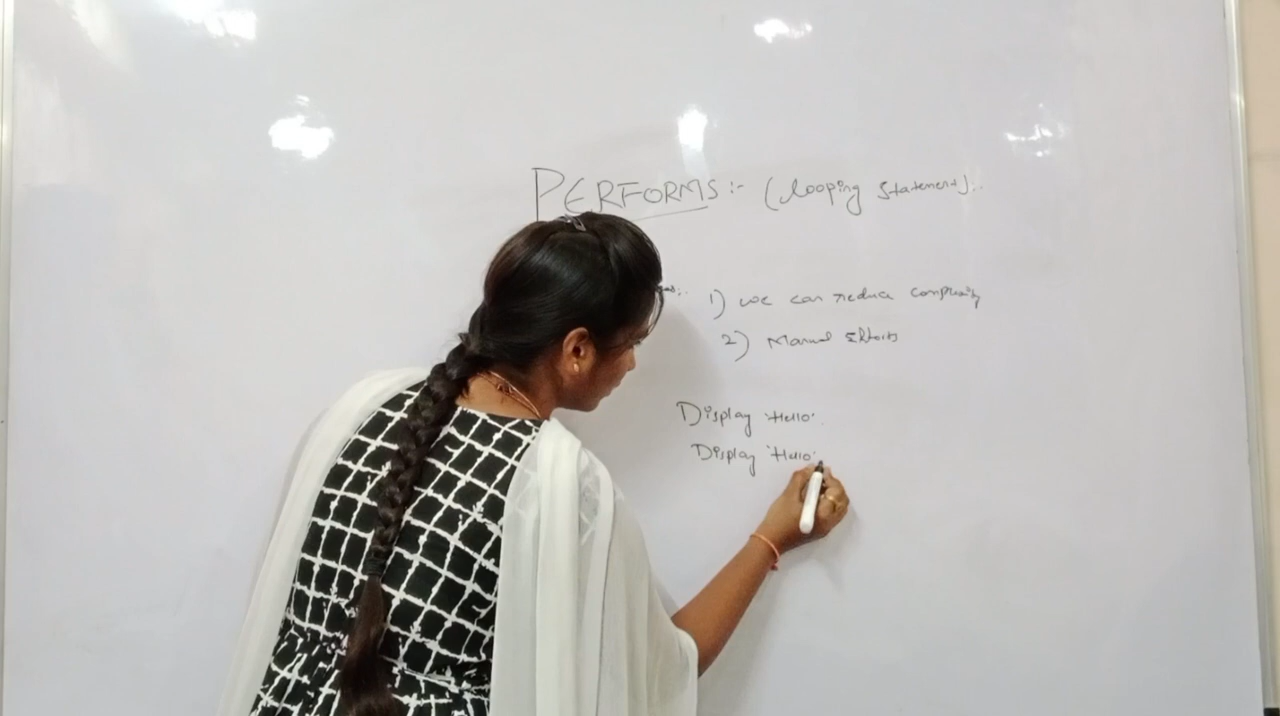 PERFORMS:- (looping statement):.
1) we can reduce complexity
2) Manual Efforts
Display 'Hello'.
Display 'Hello'